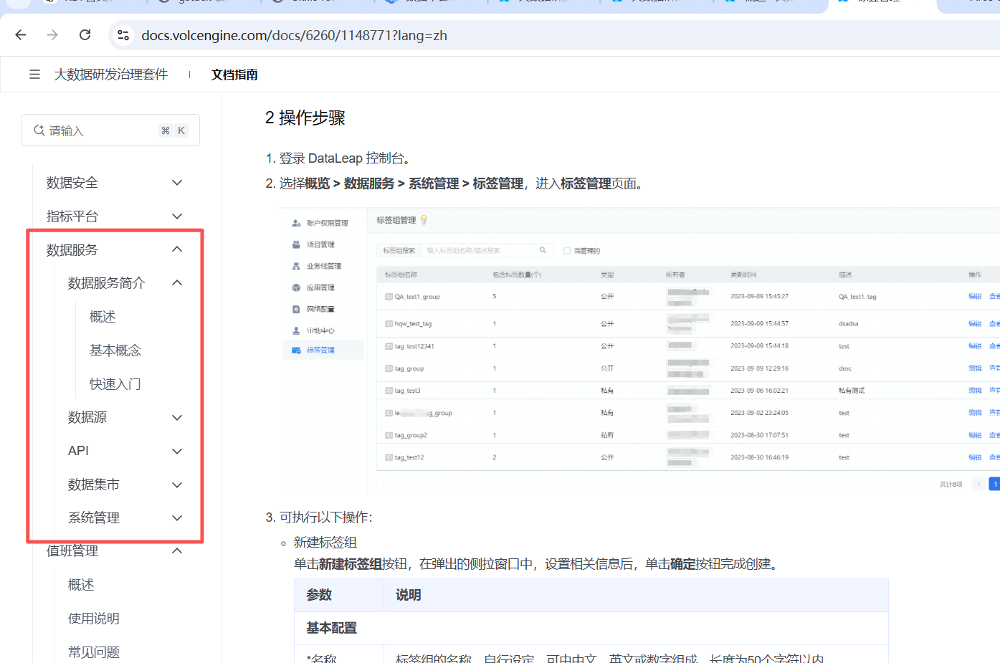 docs.volcengine.com/docs/6260/1148771?lang=zh
大数据研发治理套件
文档指南
请输入
⌘ K
数据安全
指标平台
数据服务
数据服务简介
概述
基本概念
快速入门
数据源
API
数据集市
系统管理
值班管理
概述
使用说明
常见问题
2 操作步骤
1. 登录 DataLeap 控制台。
2. 选择概览 > 数据服务 > 系统管理 > 标签管理，进入标签管理页面。
账户权限管理
项目管理
业务线管理
应用管理
网络配置
审批中心
标签管理
标签组管理
标签组搜索 输入标签组名称/描述搜索 我管理的
标签组名称 包含标签数量(个) 类型 所有者 更新时间 描述 操作
QA_test1_group 5 公开 2023-09-09 15:45:27 QA_test1. tag 编辑 查看
hqw_test_tag 1 公开 2023-09-09 15:44:57 dsadsa 编辑 查看
tag_test12341 1 公开 2023-09-09 15:44:18 test 编辑 查看
tag_group 1 公开 2023-09-09 12:29:16 desc 编辑 查看
tag_test3 1 私有 2023-09-06 16:02:21 私有测试 编辑 查看
g_group 1 私有 2023-09-02 23:24:05 test 编辑 查看
tag_group2 1 私有 2023-08-30 17:07:51 test 编辑 查看
tag_test12 2 公开 2023-08-30 16:46:19 test 编辑 查看
共计8项 < 1
3. 可执行以下操作：
新建标签组
单击新建标签组按钮，在弹出的侧拉窗口中，设置相关信息后，单击确定按钮完成创建。
参数 说明
基本配置
*名称 标签组的名称，自行设定，可由中文、英文或数字组成，长度为50个字符以内